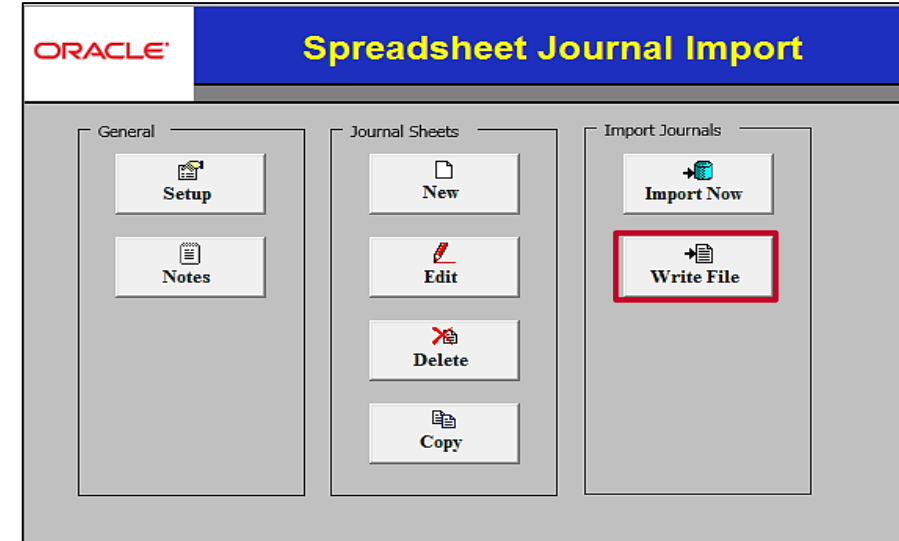 ORACLE®
Spreadsheet Journal Import
General
Setup
Notes
Journal Sheets
New
Edit
Delete
Copy
Import Journals
Import Now
Write File